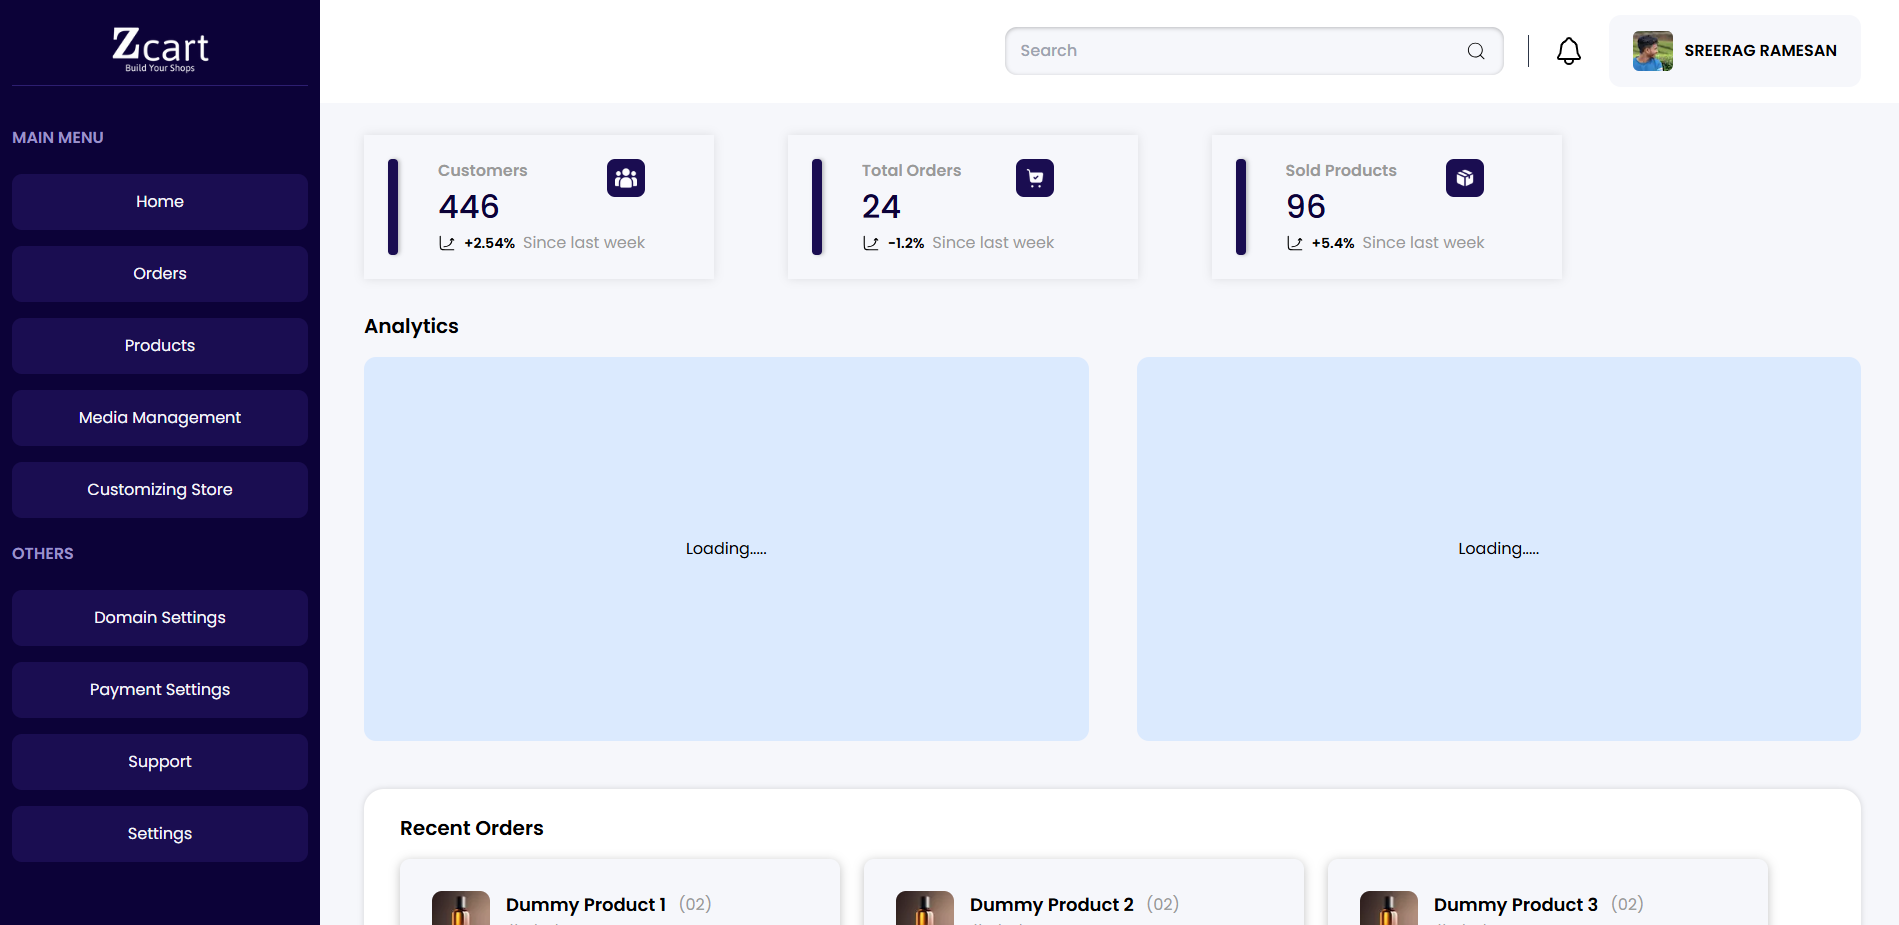 Zcart
Build Your Shops
MAIN MENU
Home
Orders
Products
Media Management
Customizing Store
OTHERS
Domain Settings
Payment Settings
Support
Settings
Search
SREERAG RAMESAN
Customers
446
+2.54% Since last week
Total Orders
24
-1.2% Since last week
Sold Products
96
+5.4% Since last week
Analytics
Loading.....
Loading.....
Recent Orders
Dummy Product 1 (02)
Dummy Product 2 (02)
Dummy Product 3 (02)